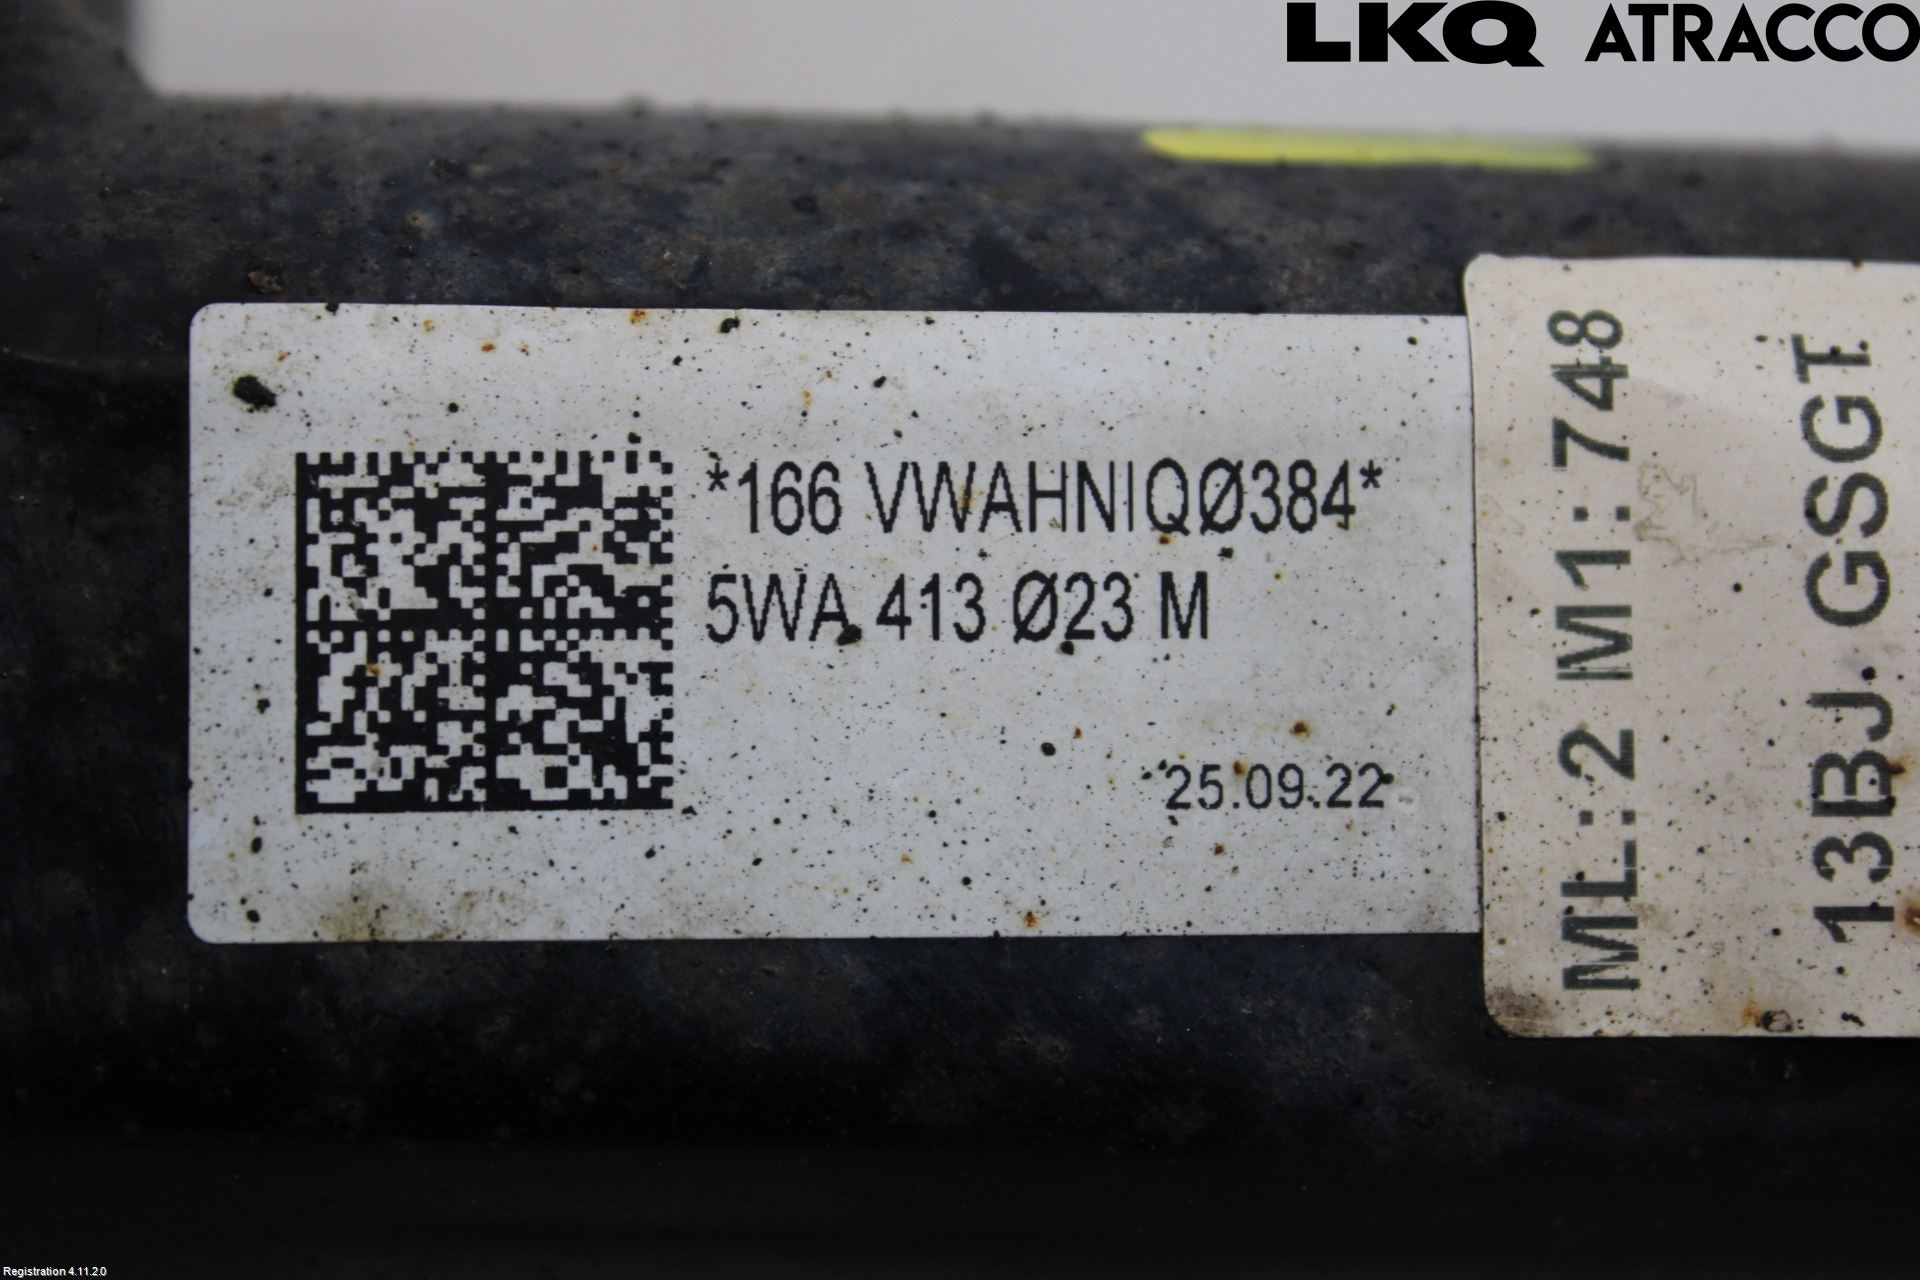 LKQ ATRACCO
*166 VWAHNIQØ384*
5WA 413 Ø23 M
25.09.22
ML:2 M1:748
13BJ. GSGT.
Registration 4.11.2.0